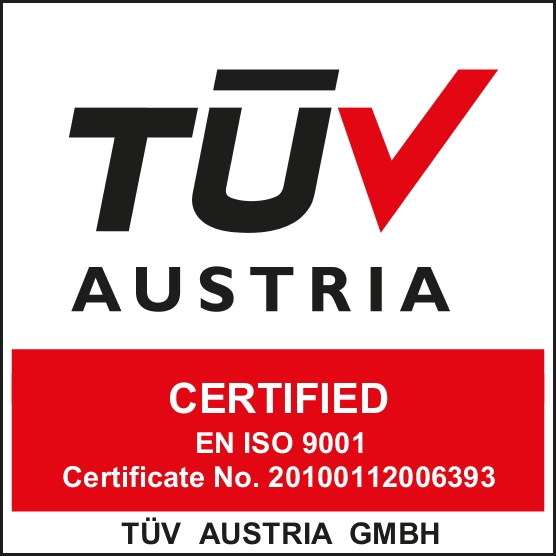 TÜV
AUSTRIA
CERTIFIED
EN ISO 9001
Certificate No. 20100112006393
TÜV AUSTRIA GMBH